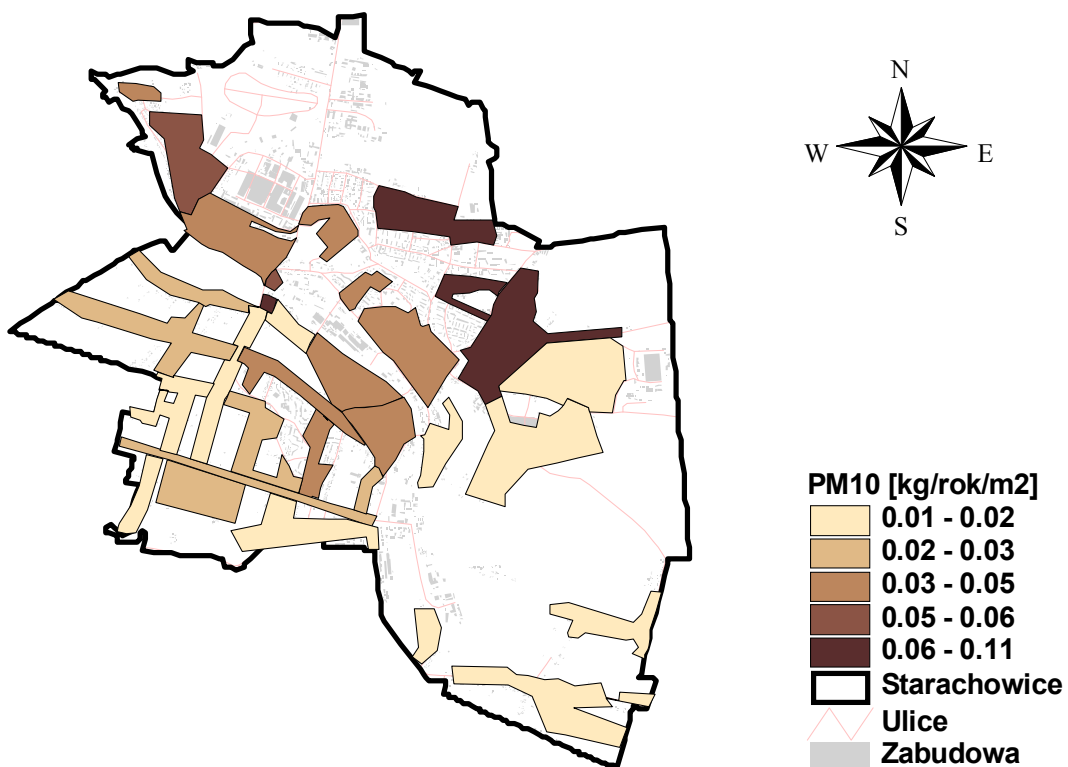 N
W E
S
PM10 [kg/rok/m2]
0.01 - 0.02
0.02 - 0.03
0.03 - 0.05
0.05 - 0.06
0.06 - 0.11
Starachowice
Ulice
Zabudowa